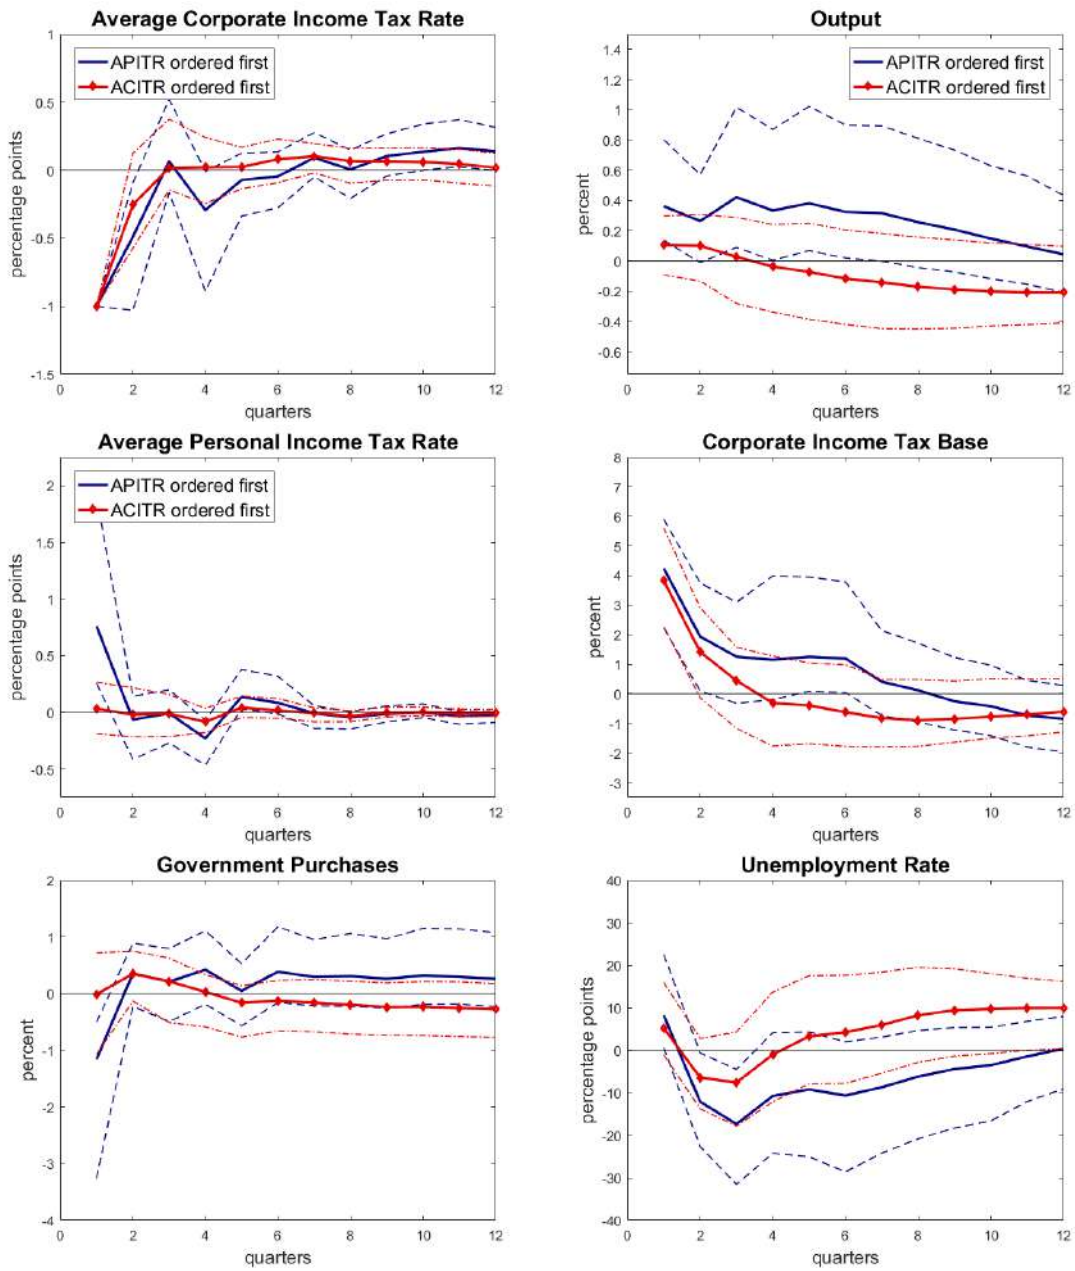 Average Corporate Income Tax Rate
percentage points
1
0.5
0
-0.5
-1
-1.5
APITR ordered first
ACITR ordered first
0 2 4 6 8 10 12
quarters
Output
percent
1.4
1.2
1
0.8
0.6
0.4
0.2
0
-0.2
-0.4
-0.6
APITR ordered first
ACITR ordered first
0 2 4 6 8 10 12
quarters
Average Personal Income Tax Rate
percentage points
2
1.5
1
0.5
0
-0.5
APITR ordered first
ACITR ordered first
0 2 4 6 8 10 12
quarters
Corporate Income Tax Base
percent
8
7
6
5
4
3
2
1
0
-1
-2
-3
0 2 4 6 8 10 12
quarters
Government Purchases
percent
2
1
0
-1
-2
-3
-4
0 2 4 6 8 10 12
quarters
Unemployment Rate
percentage points
40
30
20
10
0
-10
-20
-30
-40
0 2 4 6 8 10 12
quarters